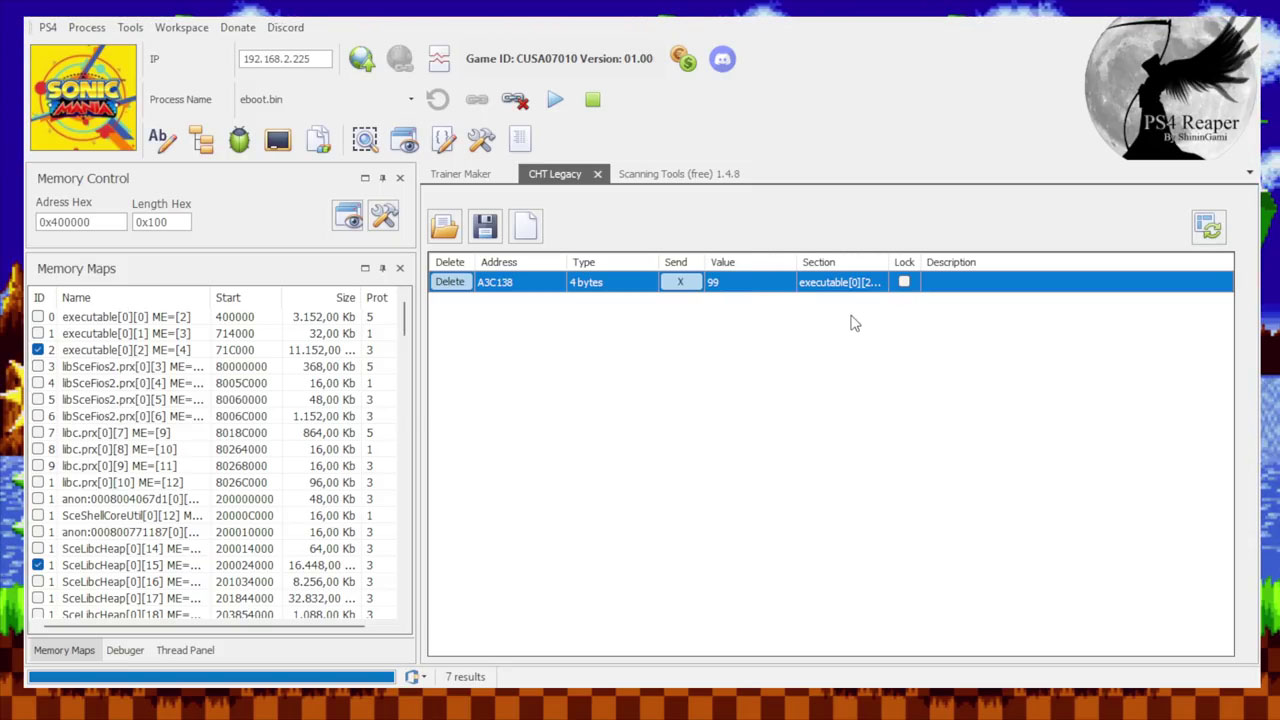 PS4 Process Tools Workspace Donate Discord
SONIC
MANIA
IP 192.168.2.225 Game ID: CUSA07010 Version: 01.00
Process Name eboot.bin
Ab
PS4 Reaper
By ShininGami
Memory Control
Adress Hex Length Hex
0x400000 0x100
Trainer Maker CHT Legacy Scanning Tools (free) 1.4.8
Delete Address Type Send Value Section Lock Description
Delete A3C138 4 bytes X 99 executable[0][2...
Memory Maps
ID Name Start Size Prot
0 executable[0][0] ME=[2] 400000 3.152,00 Kb 5
1 executable[0][1] ME=[3] 714000 32,00 Kb 1
2 executable[0][2] ME=[4] 71C000 11.152,00 ... 3
3 libSceFios2.prx[0][3] ME=... 80000000 368,00 Kb 5
4 libSceFios2.prx[0][4] ME=... 8005C000 16,00 Kb 1
5 libSceFios2.prx[0][5] ME=... 80060000 48,00 Kb 3
6 libSceFios2.prx[0][6] ME=... 8006C000 1.152,00 Kb 3
7 libc.prx[0][7] ME=[9] 8018C000 864,00 Kb 5
8 libc.prx[0][8] ME=[10] 80264000 16,00 Kb 1
9 libc.prx[0][9] ME=[11] 80268000 16,00 Kb 3
1 libc.prx[0][10] ME=[12] 8026C000 96,00 Kb 3
1 anon:0008004067d1[0][... 200000000 48,00 Kb 3
1 SceShellCoreUtil[0][12] M... 20000C000 16,00 Kb 1
1 anon:000800771187[0][... 200010000 16,00 Kb 3
1 SceLibcHeap[0][14] ME=... 200014000 64,00 Kb 3
1 SceLibcHeap[0][15] ME=... 200024000 16.448,00 ... 3
1 SceLibcHeap[0][16] ME=... 201034000 8.256,00 Kb 3
1 SceLibcHeap[0][17] ME=... 201844000 32.832,00 ... 3
1 SceLibcHeap[0][18] ME=... 203854000 1.088,00 Kb 3
Memory Maps Debuger Thread Panel
7 results